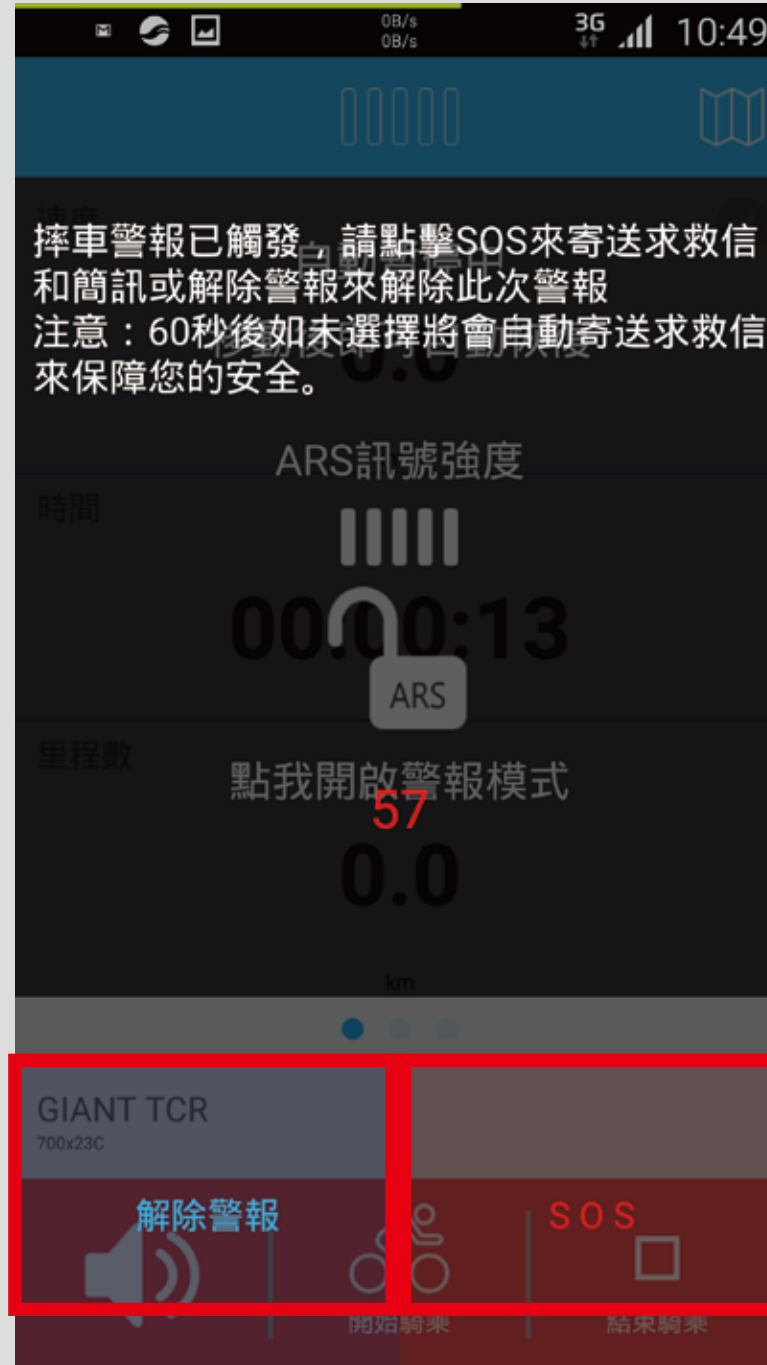 0B/s
0B/s
3G
10:49
速度
摔車警報已觸發，請點擊SOS來寄送求救信
和簡訊或解除警報來解除此次警報
注意：60秒後如未選擇將會自動寄送求救信
來保障您的安全。
0.0
ARS訊號強度
時間
00:00:13
ARS
里程數
點我開啟警報模式
57
0.0
km
GIANT TCR
700x23C
解除警報
SOS
開始騎乘
結束騎乘